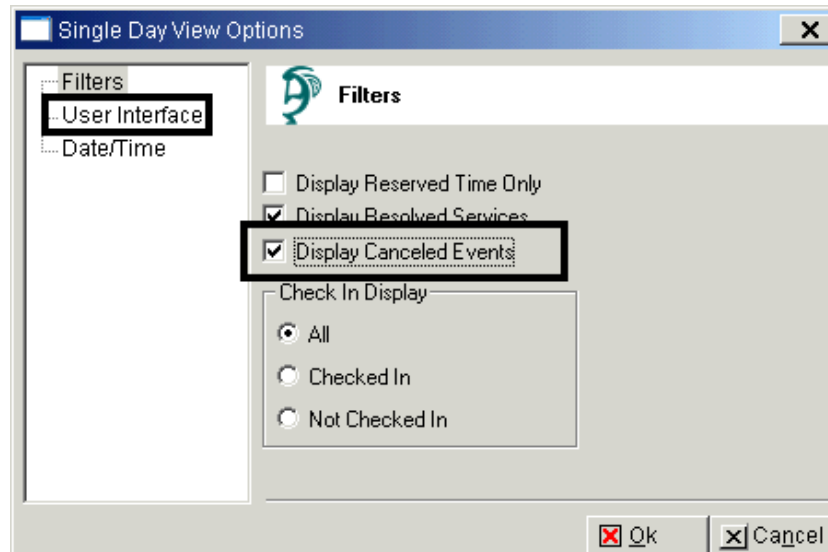 Single Day View Options
Filters
User Interface
Date/Time
Filters
Display Reserved Time Only
Display Resolved Services
Display Canceled Events
Check In Display
All
Checked In
Not Checked In
Ok
Cancel